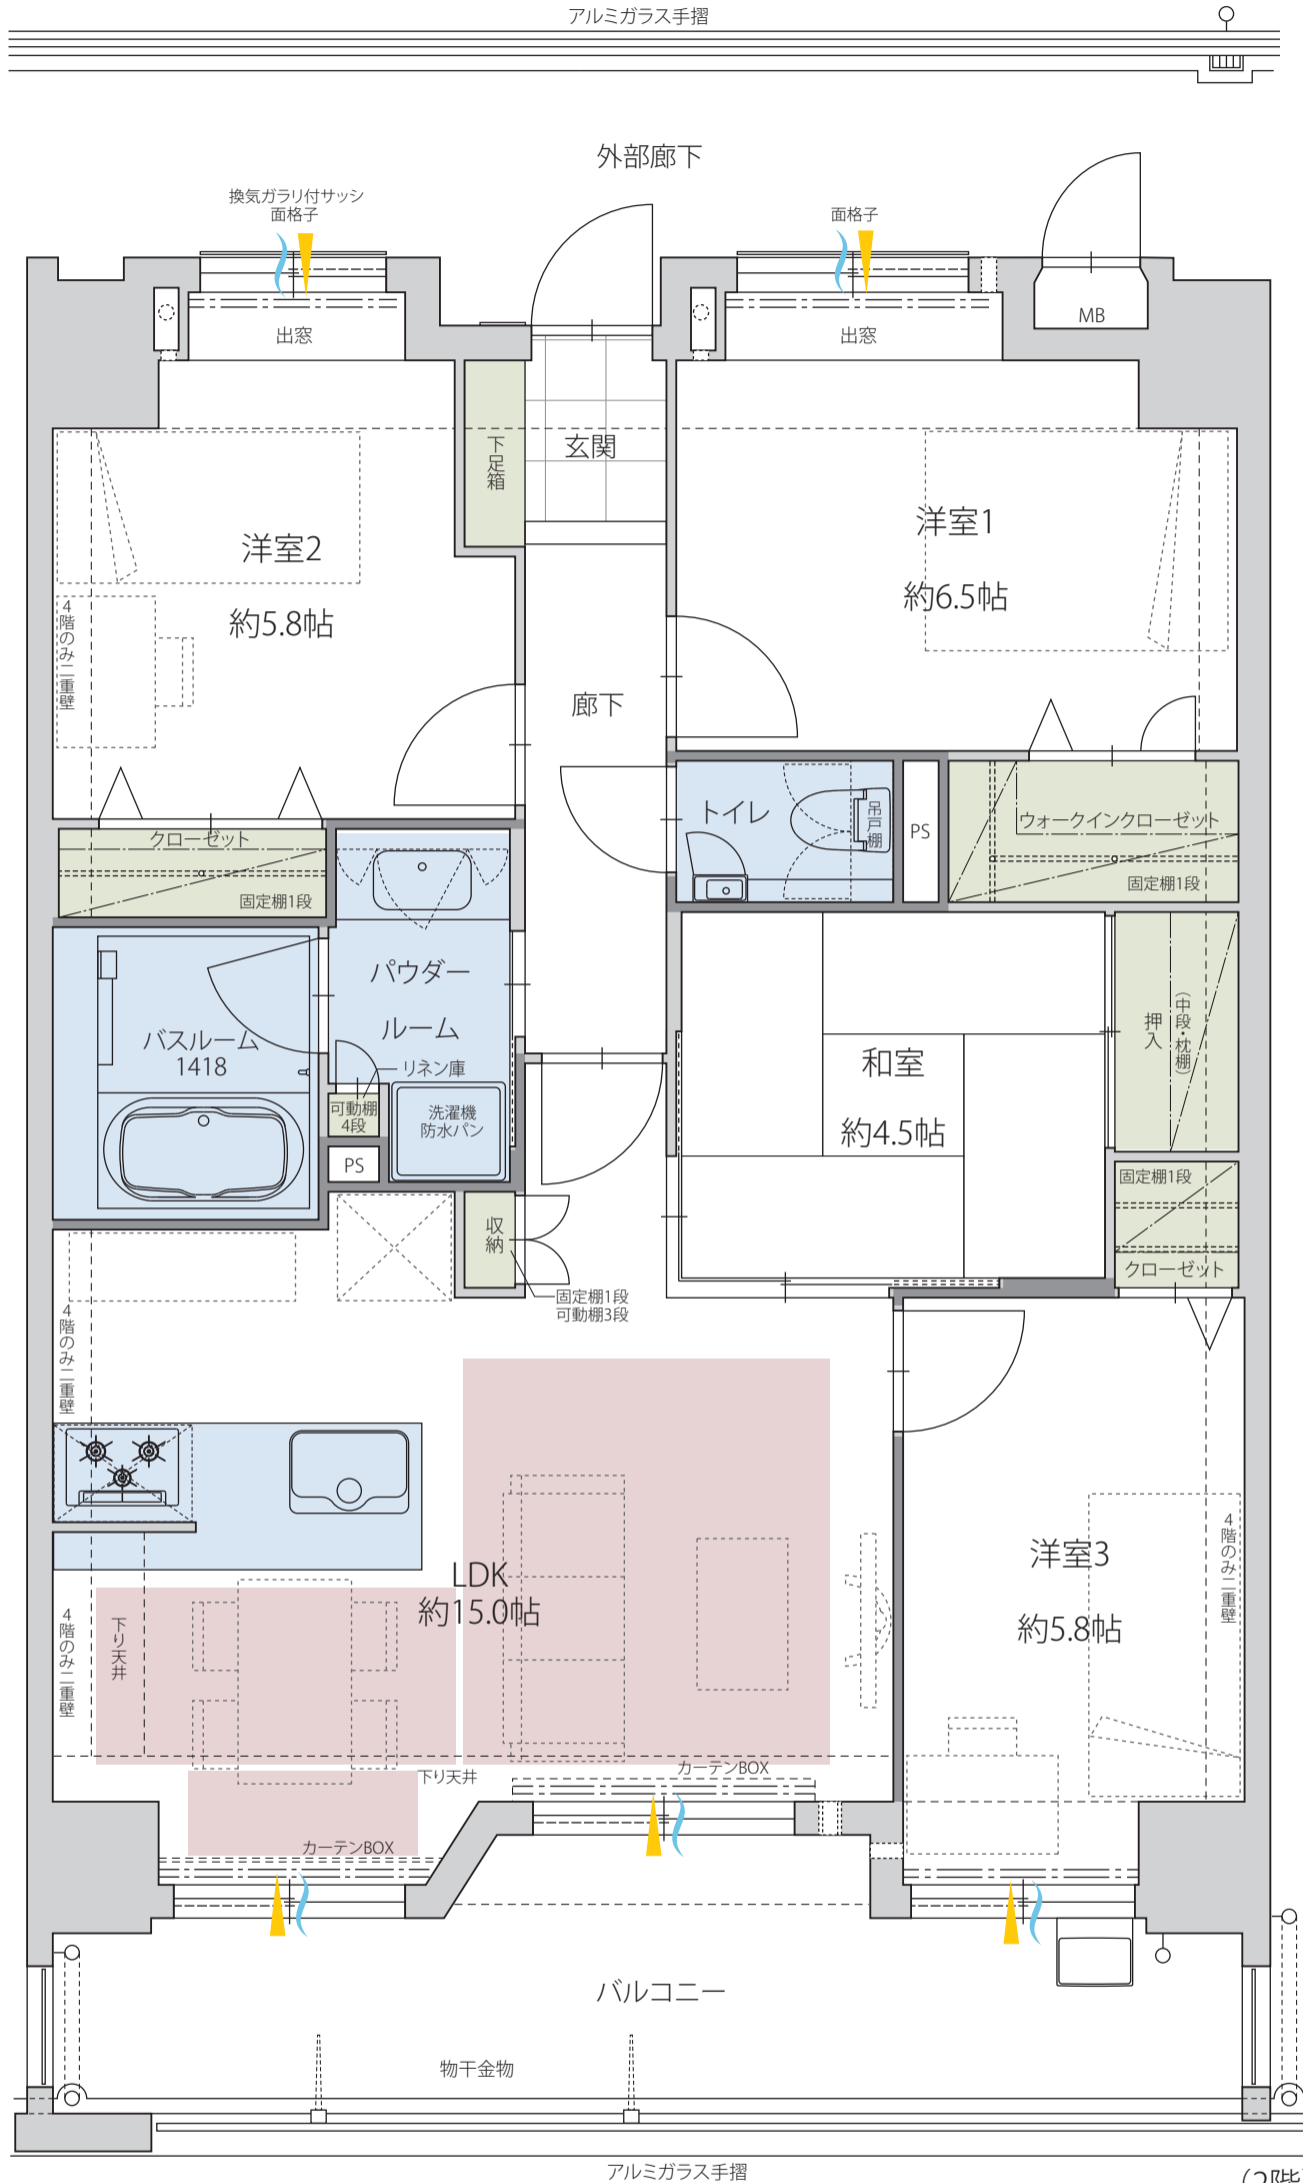 アルミガラス手摺
外部廊下
換気ガラリ付サッシ
面格子
面格子
MB
出窓
出窓
下足箱
玄関
洋室2
約5.8帖
洋室1
約6.5帖
4階のみ二重壁
廊下
トイレ
吊戸棚
PS
ウォークインクローゼット
固定棚1段
クローゼット
固定棚1段
パウダー
ルーム
バスルーム
1418
リネン庫
可動棚
4段
洗濯機
防水パン
PS
和室
約4.5帖
押入
(中段・枕棚)
固定棚1段
クローゼット
収納
固定棚1段
可動棚3段
4階のみ二重壁
LDK
約15.0帖
洋室3
約5.8帖
4階のみ二重壁
4階のみ二重壁
下り天井
下り天井
カーテンBOX
カーテンBOX
バルコニー
物干金物
アルミガラス手摺